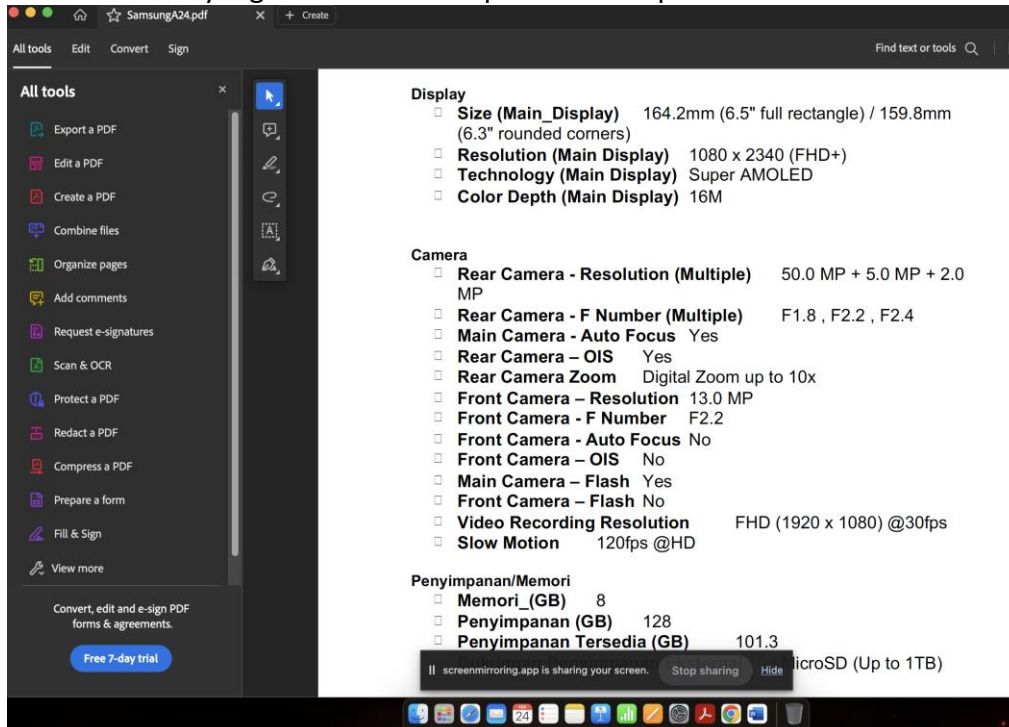 SamsungA24.pdf
+ Create
All tools Edit Convert Sign
Find text or tools
All tools
Export a PDF
Edit a PDF
Create a PDF
Combine files
Organize pages
Add comments
Request e-signatures
Scan & OCR
Protect a PDF
Redact a PDF
Compress a PDF
Prepare a form
Fill & Sign
View more
Convert, edit and e-sign PDF
forms & agreements.
Free 7-day trial
Display
Size (Main_Display) 164.2mm (6.5" full rectangle) / 159.8mm
(6.3" rounded corners)
Resolution (Main Display) 1080 x 2340 (FHD+)
Technology (Main Display) Super AMOLED
Color Depth (Main Display) 16M
Camera
Rear Camera - Resolution (Multiple) 50.0 MP + 5.0 MP + 2.0
MP
Rear Camera - F Number (Multiple) F1.8 , F2.2 , F2.4
Main Camera - Auto Focus Yes
Rear Camera – OIS Yes
Rear Camera Zoom Digital Zoom up to 10x
Front Camera – Resolution 13.0 MP
Front Camera - F Number F2.2
Front Camera - Auto Focus No
Front Camera – OIS No
Main Camera – Flash Yes
Front Camera – Flash No
Video Recording Resolution FHD (1920 x 1080) @30fps
Slow Motion 120fps @HD
Penyimpanan/Memori
Memori_(GB) 8
Penyimpanan (GB) 128
Penyimpanan Tersedia (GB) 101.3
MicroSD (Up to 1TB)
screenmirroring.app is sharing your screen. Stop sharing Hide
24